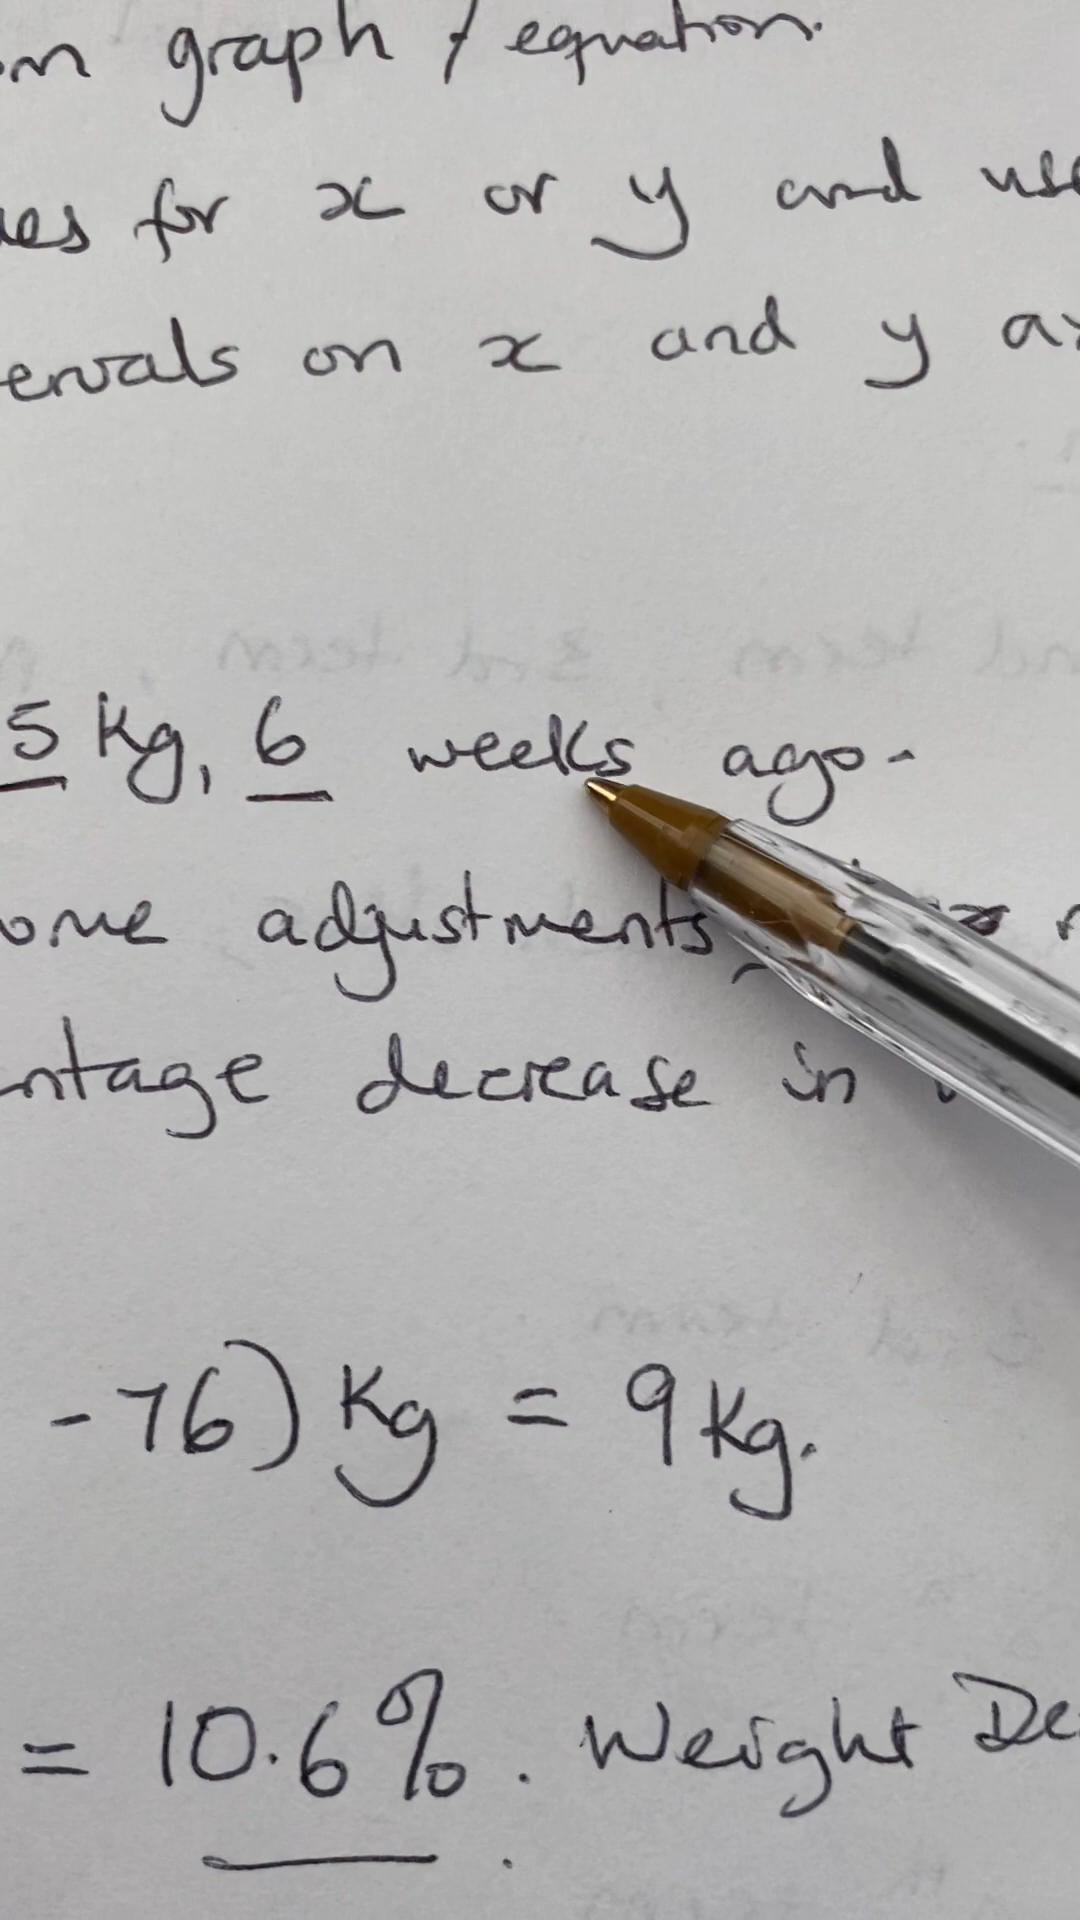 graph / equation.
for x or y and
on x and y
5 Kg, 6 weeks ago.
adjustments,
decrease in
-76) Kg = 9 Kg.
= 10.6%. Weight De